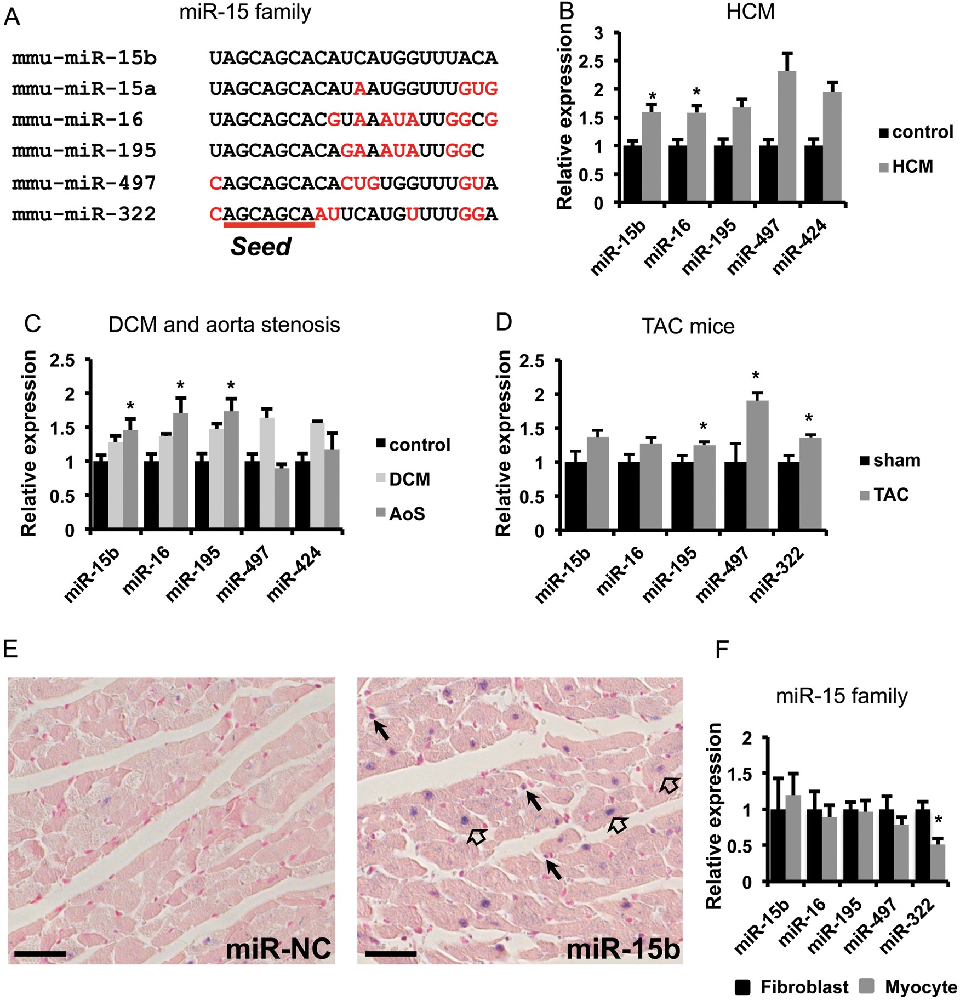 A
miR-15 family
mmu-miR-15b UAGCAGCACAUCAUGGUUUACA
mmu-miR-15a UAGCAGCACAUAAUGGUUUGUG
mmu-miR-16 UAGCAGCACGUAAAUAUUGGCG
mmu-miR-195 UAGCAGCACAGAAAUAUUGGC
mmu-miR-497 CAGCAGCACACUGUGGUUUGUA
mmu-miR-322 CAGCAGCAAUUCAUGUUUUGGA
Seed
B
HCM
Relative expression
3
2.5
2
1.5
1
0.5
0
* *
miR-15b miR-16 miR-195 miR-497 miR-424
control
HCM
C
DCM and aorta stenosis
Relative expression
2.5
2
1.5
1
0.5
0
* * *
miR-15b miR-16 miR-195 miR-497 miR-424
control
DCM
AoS
D
TAC mice
Relative expression
2.5
2
1.5
1
0.5
0
* * *
miR-15b miR-16 miR-195 miR-497 miR-322
sham
TAC
E
miR-NC
miR-15b
F
miR-15 family
Relative expression
2
1.5
1
0.5
0
*
miR-15b miR-16 miR-195 miR-497 miR-322
Fibroblast Myocyte